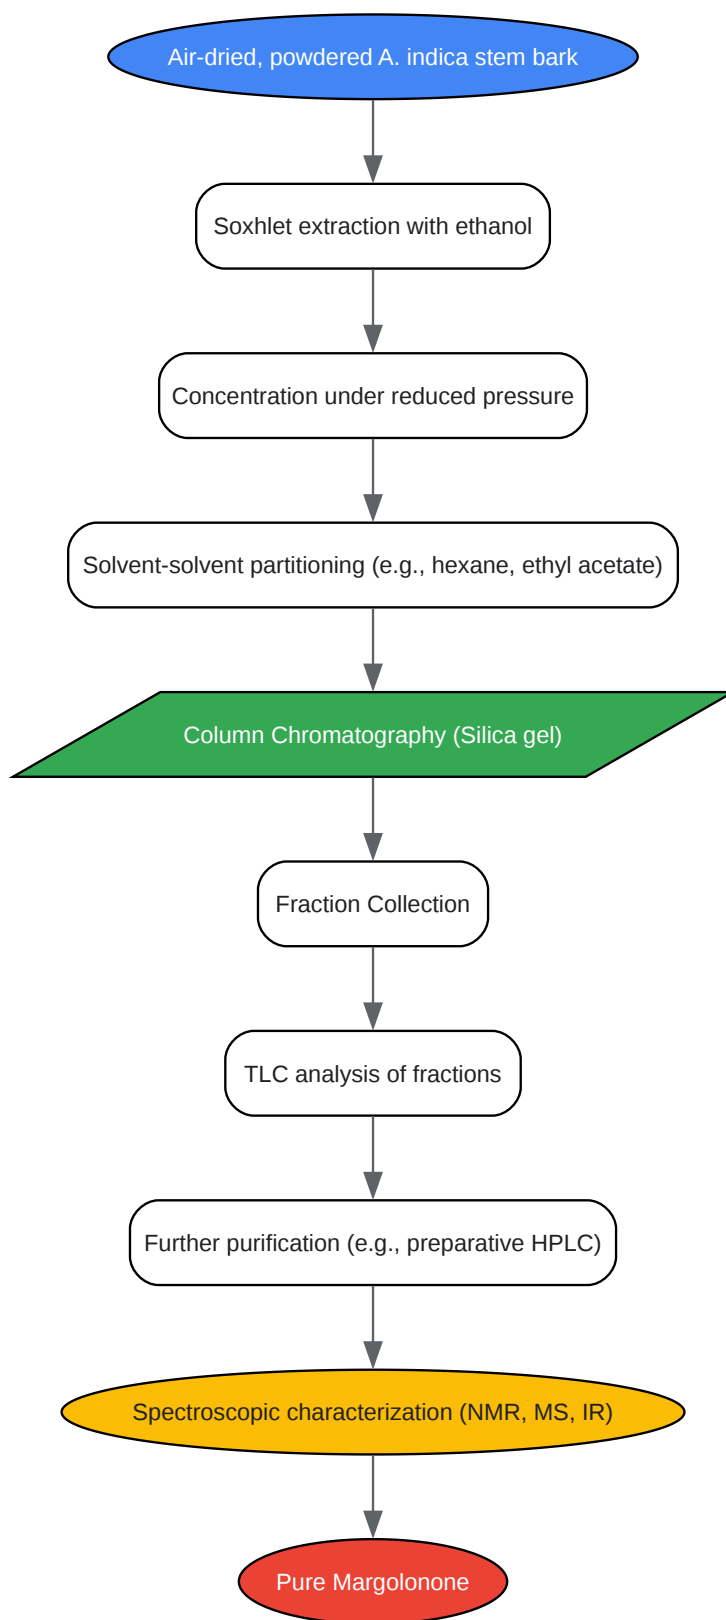 Air-dried, powdered A. indica stem bark
Soxhlet extraction with ethanol
Concentration under reduced pressure
Solvent-solvent partitioning (e.g., hexane, ethyl acetate)
Column Chromatography (Silica gel)
Fraction Collection
TLC analysis of fractions
Further purification (e.g., preparative HPLC)
Spectroscopic characterization (NMR, MS, IR)
Pure Margolonone